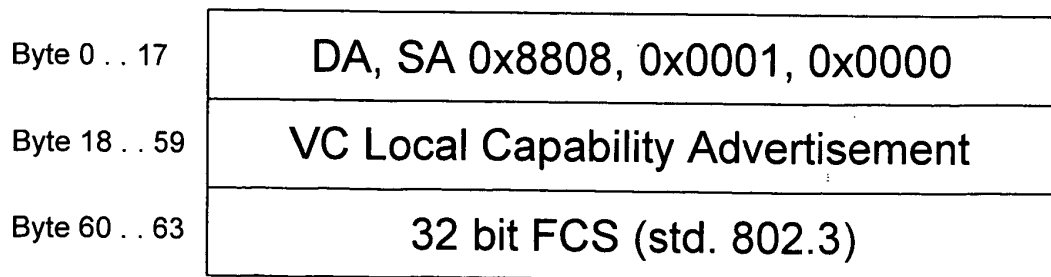 Byte 0 . . 17 DA, SA 0x8808, 0x0001, 0x0000
Byte 18 . . 59 VC Local Capability Advertisement
Byte 60 . . 63 32 bit FCS (std. 802.3)